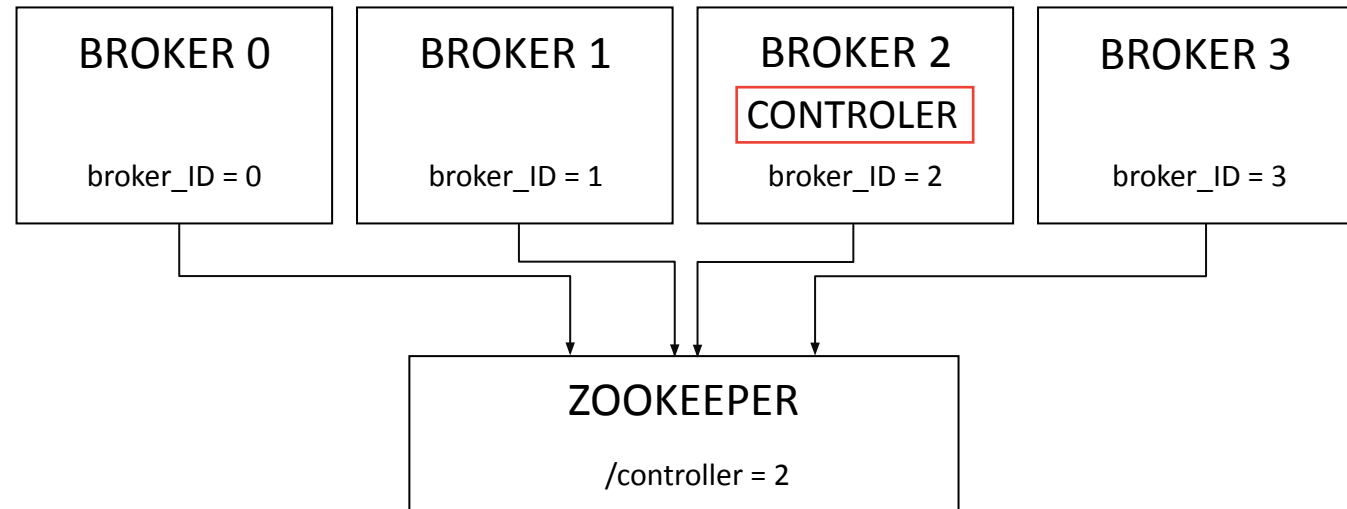 BROKER 0
broker_ID = 0
BROKER 1
broker_ID = 1
BROKER 2
CONTROLER
broker_ID = 2
BROKER 3
broker_ID = 3
ZOOKEEPER
/controller = 2